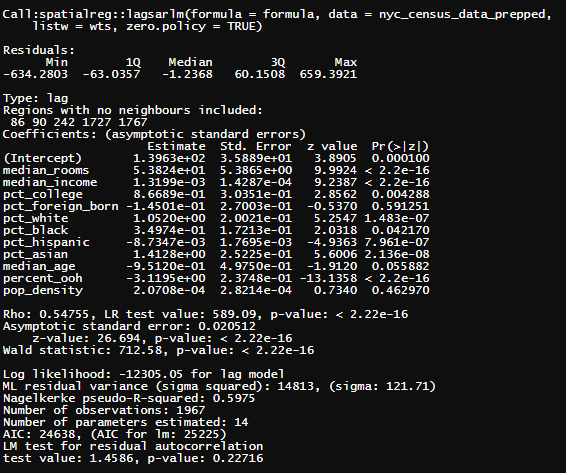 Call:spatialreg::lagsarlm(formula = formula, data = nyc_census_data_prepped,
    listw = wts, zero.policy = TRUE)
Residuals:
      Min        1Q    Median        3Q       Max
-634.2803  -63.0357   -1.2368   60.1508  659.3921
Type: lag
Regions with no neighbours included:
 86 90 242 1727 1767
Coefficients: (asymptotic standard errors)
                    Estimate  Std. Error  z value  Pr(>|z|)
(Intercept)       1.3963e+02  3.5889e+01   3.8905  0.000100
median_rooms      5.3824e+01  5.3865e+00   9.9924 < 2.2e-16
median_income     1.3199e-03  1.4287e-04   9.2387 < 2.2e-16
pct_college       8.6689e-01  3.0351e-01   2.8562  0.004288
pct_foreign_born -1.4501e-01  2.7003e-01  -0.5370  0.591251
pct_white         1.0520e+00  2.0021e-01   5.2547 1.483e-07
pct_black         3.4974e-01  1.7213e-01   2.0318  0.042170
pct_hispanic     -8.7347e-03  1.7695e-03  -4.9363 7.961e-07
pct_asian         1.4128e+00  2.5225e-01   5.6006 2.136e-08
median_age       -9.5120e-01  4.9750e-01  -1.9120  0.055882
percent_ooh      -3.1195e+00  2.3748e-01 -13.1358 < 2.2e-16
pop_density       2.0708e-04  2.8214e-04   0.7340  0.462970
Rho: 0.54755, LR test value: 589.09, p-value: < 2.22e-16
Asymptotic standard error: 0.020512
    z-value: 26.694, p-value: < 2.22e-16
Wald statistic: 712.58, p-value: < 2.22e-16
Log likelihood: -12305.05 for lag model
ML residual variance (sigma squared): 14813, (sigma: 121.71)
Nagelkerke pseudo-R-squared: 0.5975
Number of observations: 1967
Number of parameters estimated: 14
AIC: 24638, (AIC for lm: 25225)
LM test for residual autocorrelation
test value: 1.4586, p-value: 0.22716